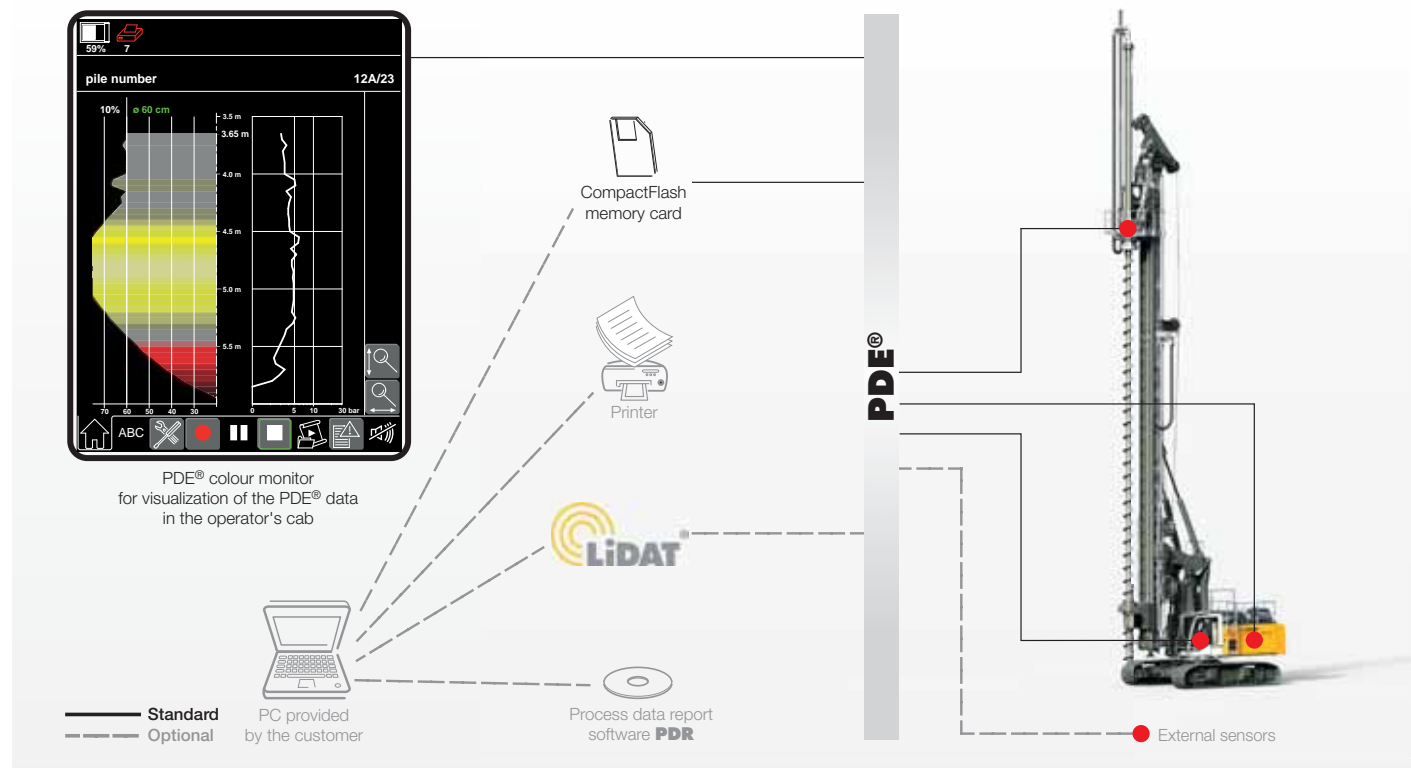 59% 7
pile number 12A/23
10% ø 60 cm
3.5 m
3.65 m
4.0 m
4.5 m
5.0 m
5.5 m
70 60 50 40 30 0 5 10 30 bar
ABC
PDE® colour monitor
for visualization of the PDE® data
in the operator's cab
CompactFlash
memory card
Printer
LiDAT®
PDE®
PC provided
by the customer
Process data report
software PDR
Standard
Optional
External sensors